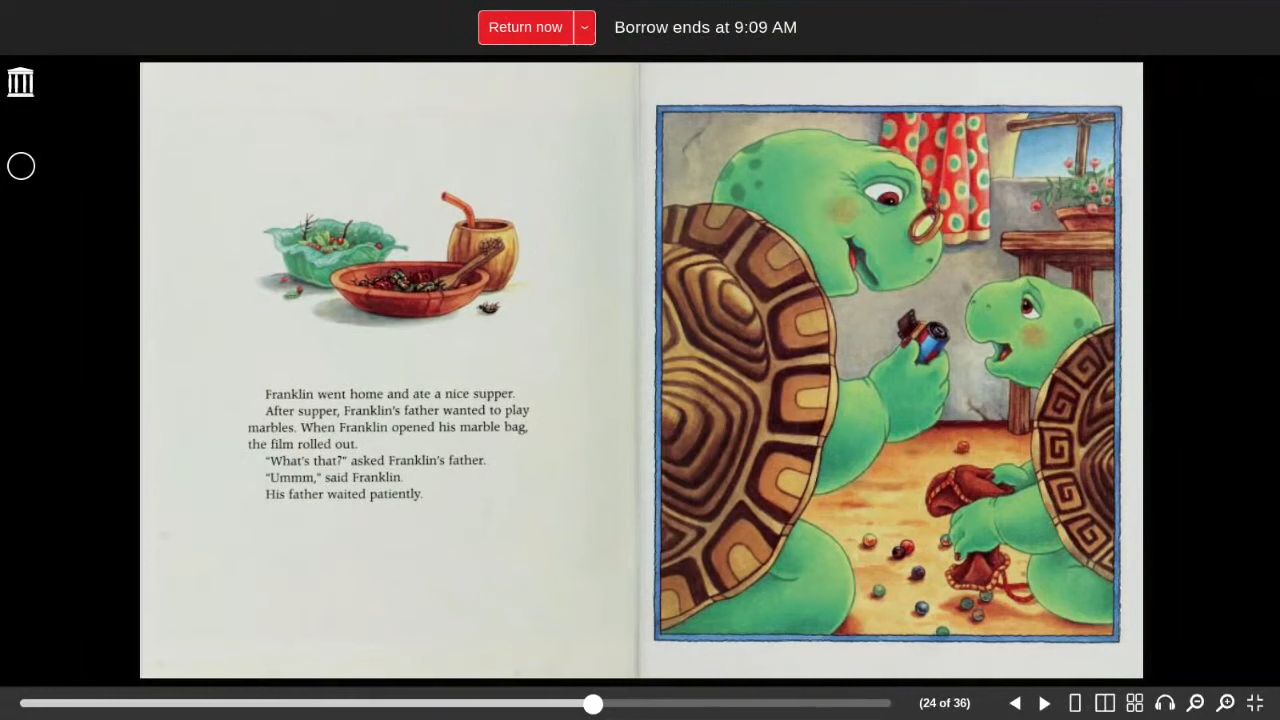 Return now
Borrow ends at 9:09 AM
Franklin went home and ate a nice supper.
After supper, Franklin's father wanted to play
marbles. When Franklin opened his marble bag,
the film rolled out.
"What's that?" asked Franklin's father.
"Ummm," said Franklin.
His father waited patiently.
(24 of 36)